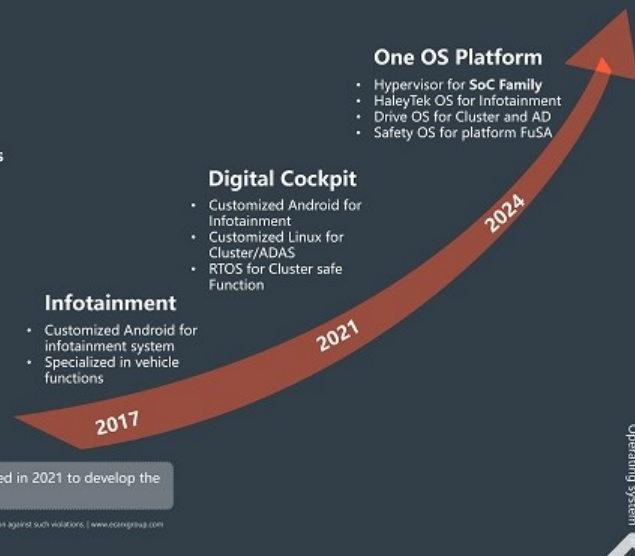 One OS Platform
• Hypervisor for SoC Family
• HaleyTek OS for Infotainment
• Drive OS for Cluster and AD
• Safety OS for platform FuSA
s
Digital Cockpit
• Customized Android for
Infotainment
• Customized Linux for
Cluster/ADAS
• RTOS for Cluster safe
Function
Infotainment
• Customized Android for
infotainment system
• Specialized in vehicle
functions
2017
2021
2024
ed in 2021 to develop the
n against such violations. | www.ecarxgroup.com
Operating system